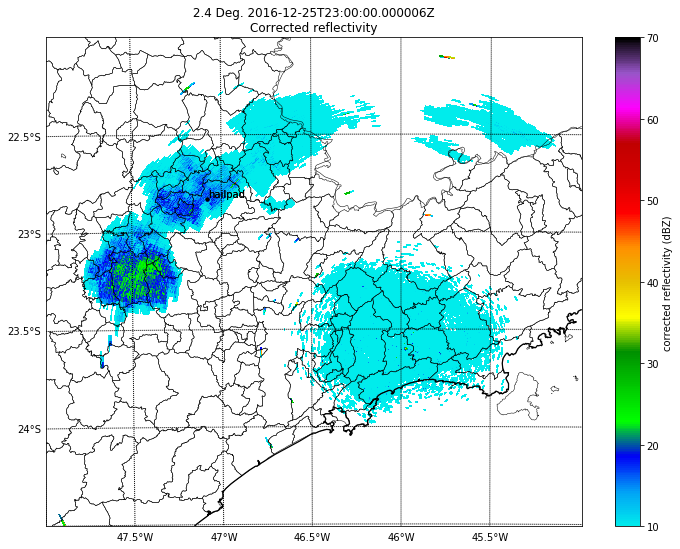 2.4 Deg. 2016-12-25T23:00:00.000006Z
Corrected reflectivity
22.5°S
23°S
23.5°S
24°S
47.5°W
47°W
46.5°W
46°W
45.5°W
hailpad
70
60
50
40
30
20
10
corrected reflectivity (dBZ)